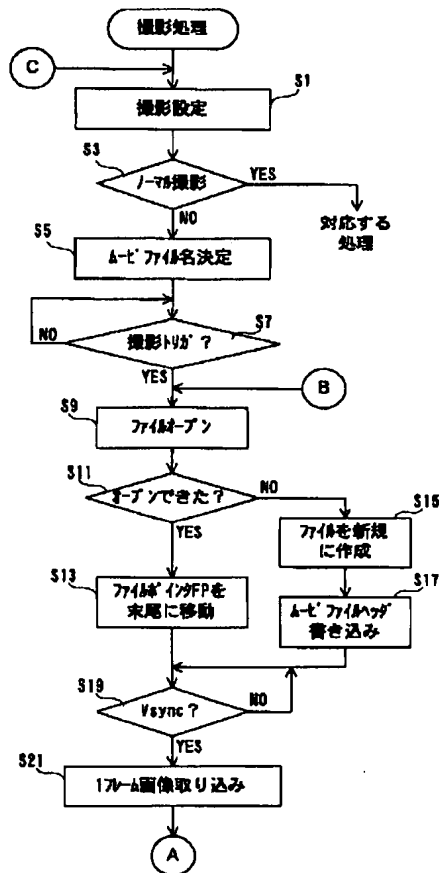 撮影処理
C
S1
撮影設定
S3
ノーマル撮影
YES
NO
対応する
処理
S5
ムービファイル名決定
S7
NO
撮影トリガ?
YES
B
S9
ファイルオープン
S11
オープンできた?
NO
YES
S15
ファイルを新規
に作成
S13
ファイルポインタFPを
末尾に移動
S17
ムービファイルヘッダ
書き込み
S19
Vsync?
NO
YES
S21
1フレーム画像取り込み
A